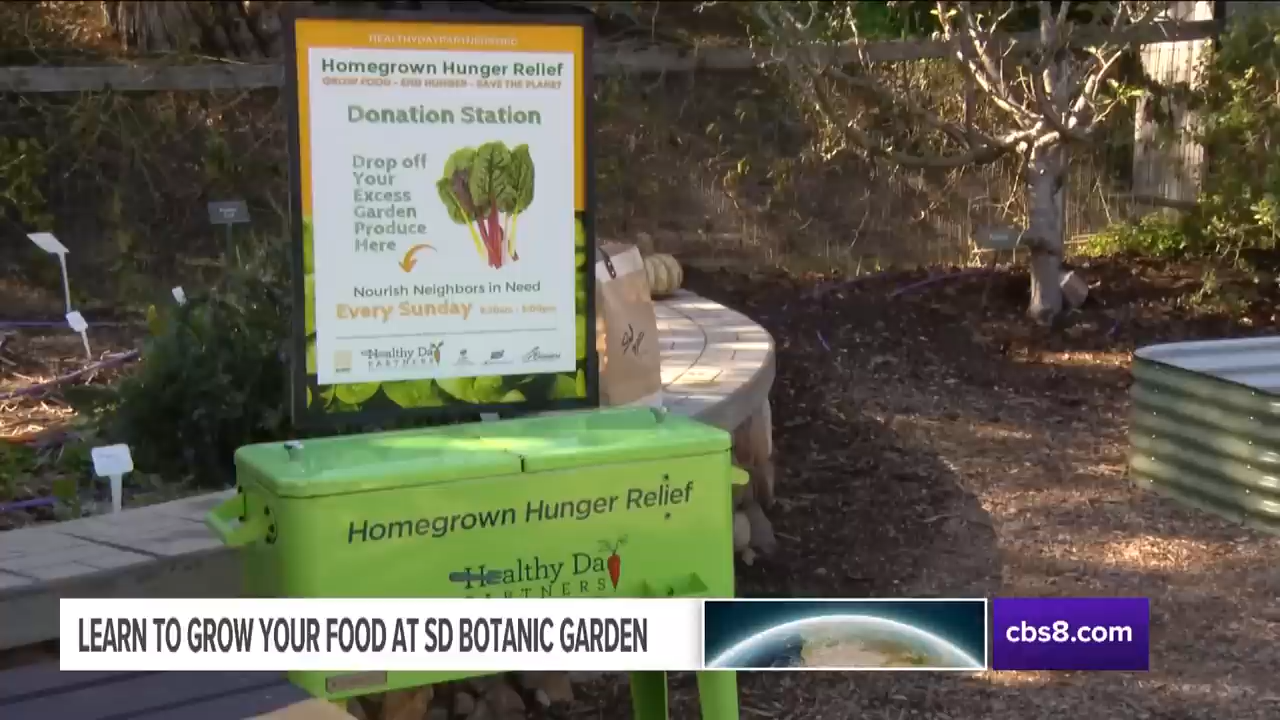 HEALTHYDAYPARTNERS.ORG
Homegrown Hunger Relief
GROW FOOD - END HUNGER - SAVE THE PLANET
Donation Station
Drop off
Your
Excess
Garden
Produce
Here
Nourish Neighbors in Need
Every Sunday
Healthy Day
PARTNERS
Homegrown Hunger Relief
Healthy Day
PARTNERS
LEARN TO GROW YOUR FOOD AT SD BOTANIC GARDEN
cbs8.com